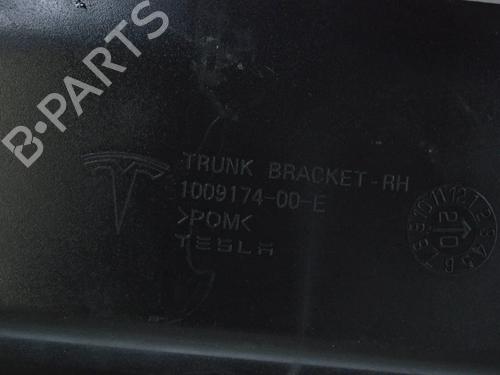 B-PARTS
TRUNK BRACKET-RH
1009174-00-E
>POM<
TESLA